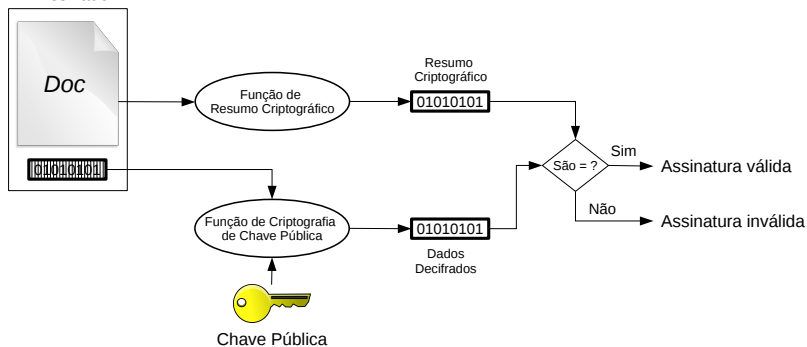 Doc
01010101
Função de
Resumo Criptográfico
Resumo
Criptográfico
01010101
São = ?
Sim
Assinatura válida
Não
Assinatura inválida
Função de Criptografia
de Chave Pública
01010101
Dados
Decifrados
Chave Pública